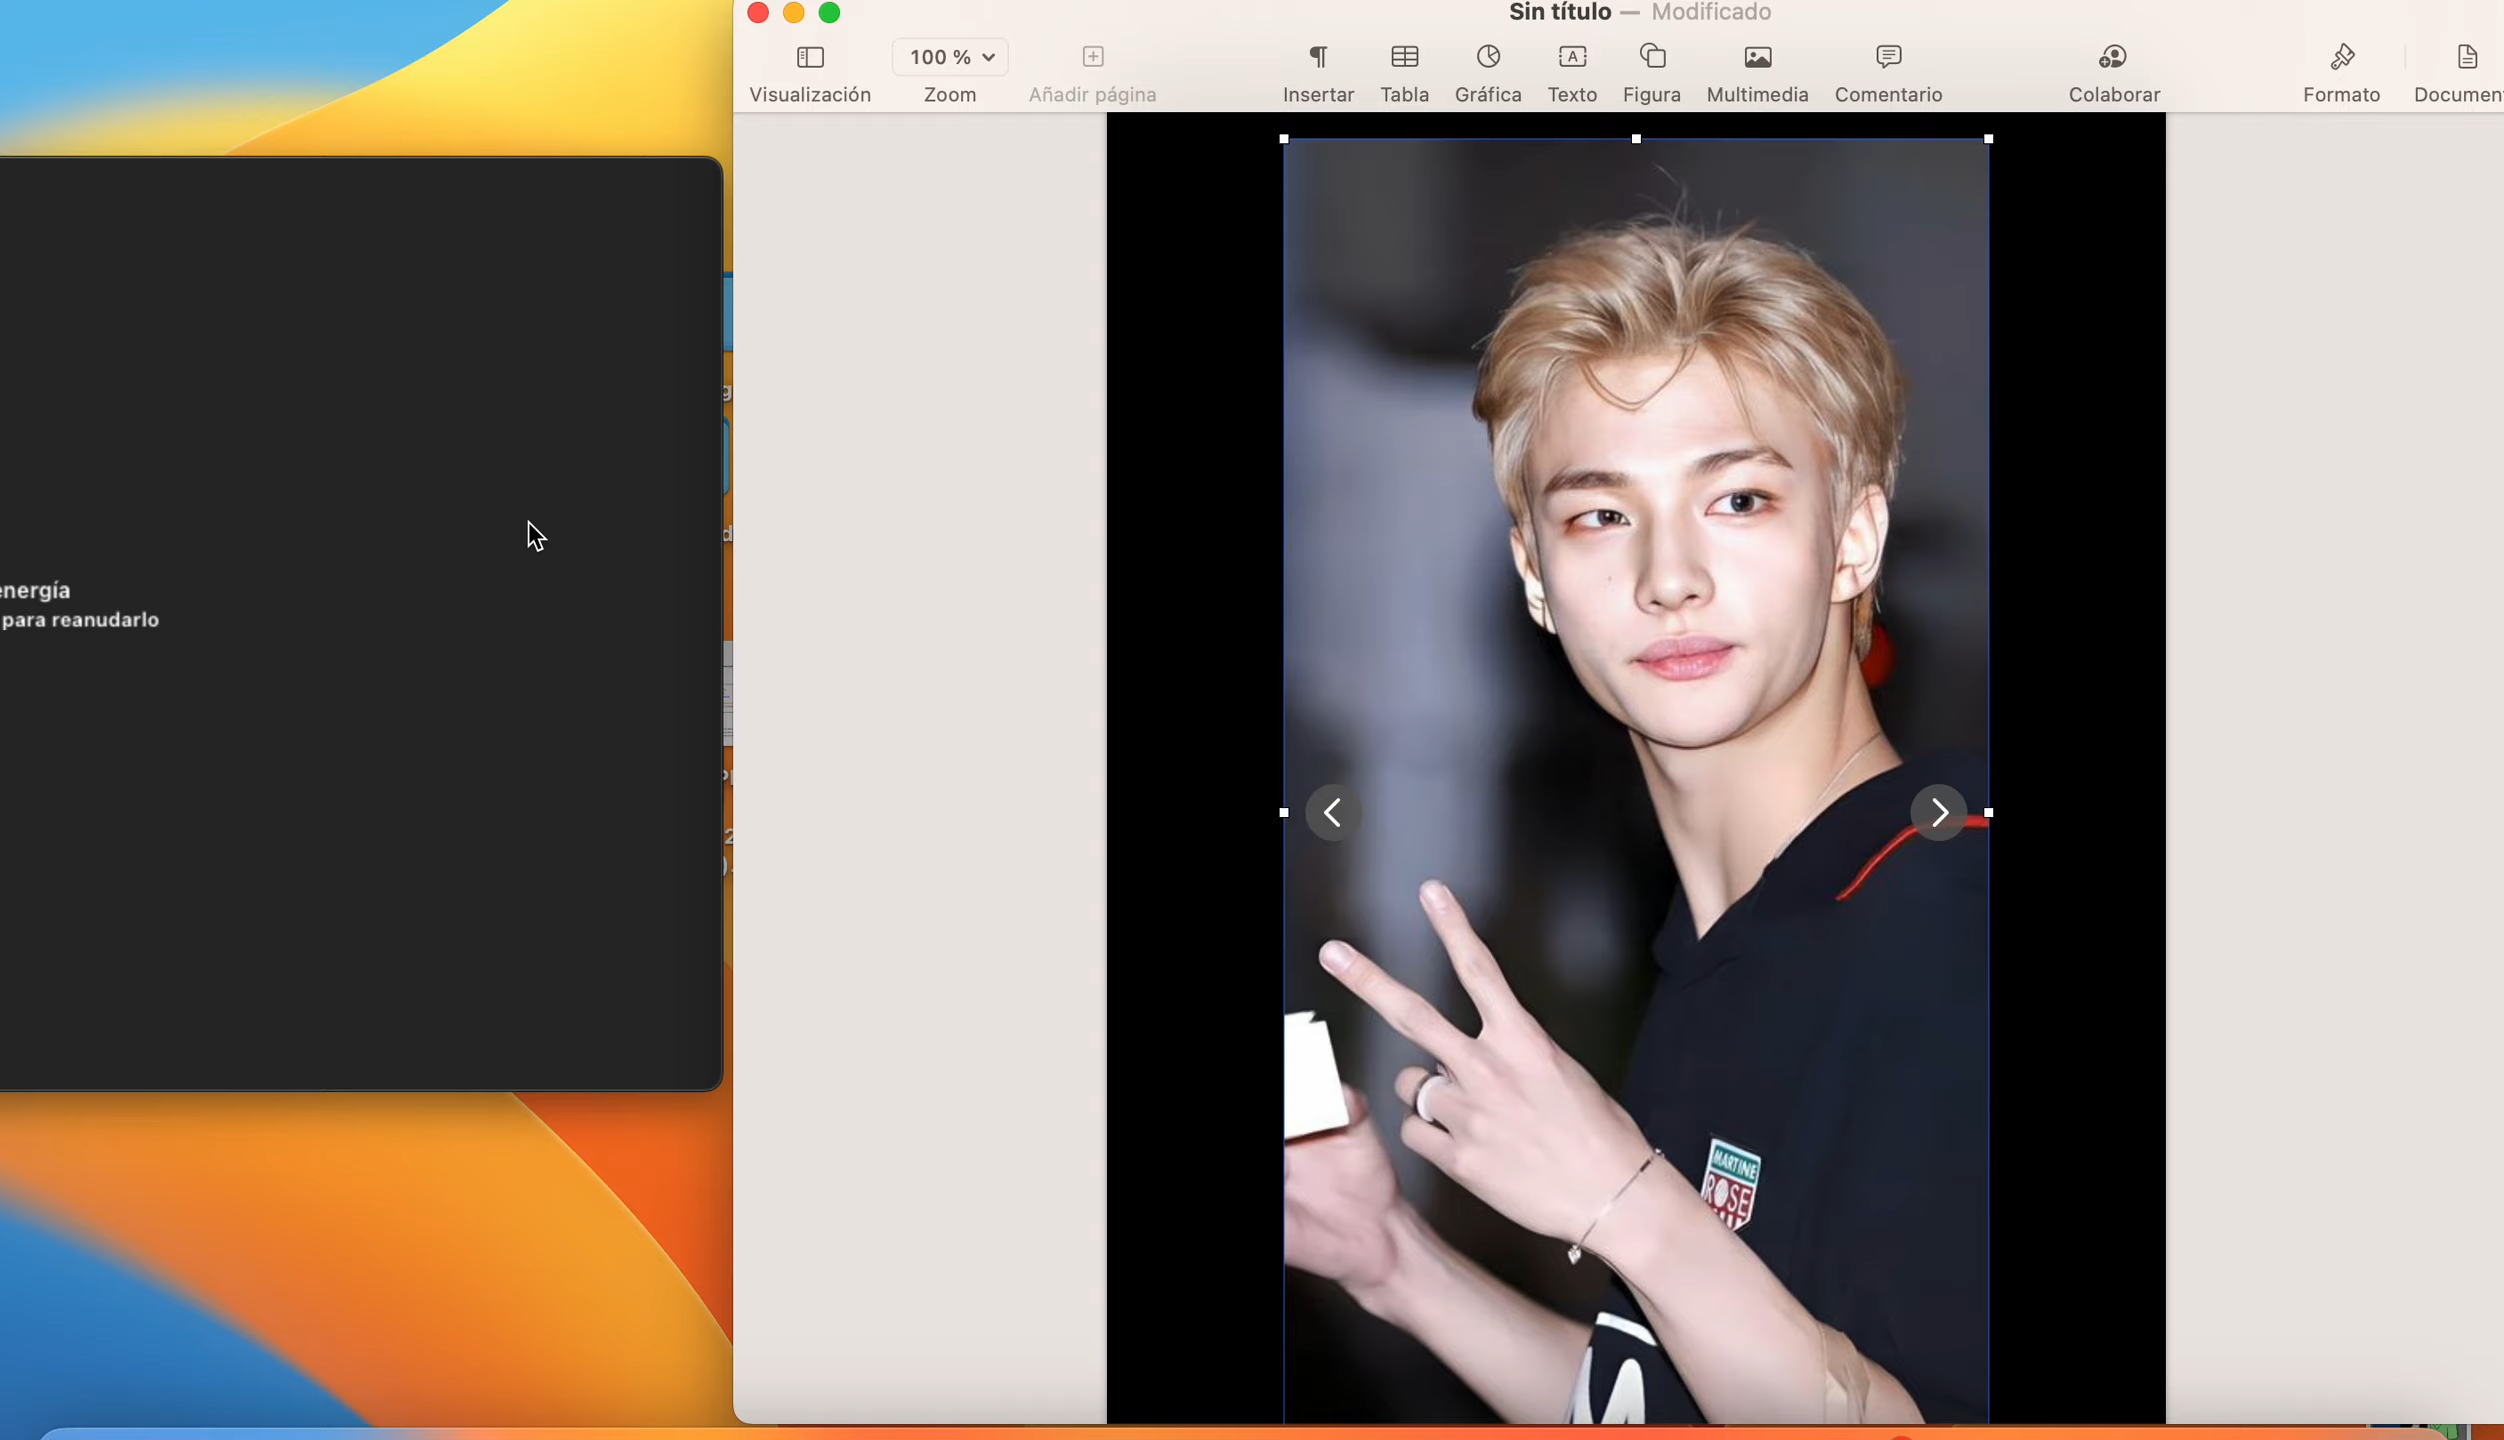 Sin título — Modificado
100 %
Visualización
Zoom
Añadir página
Insertar
Tabla
Gráfica
Texto
Figura
Multimedia
Comentario
Colaborar
Formato
Documen
energía
para reanudarlo
MARTINE
ROSE